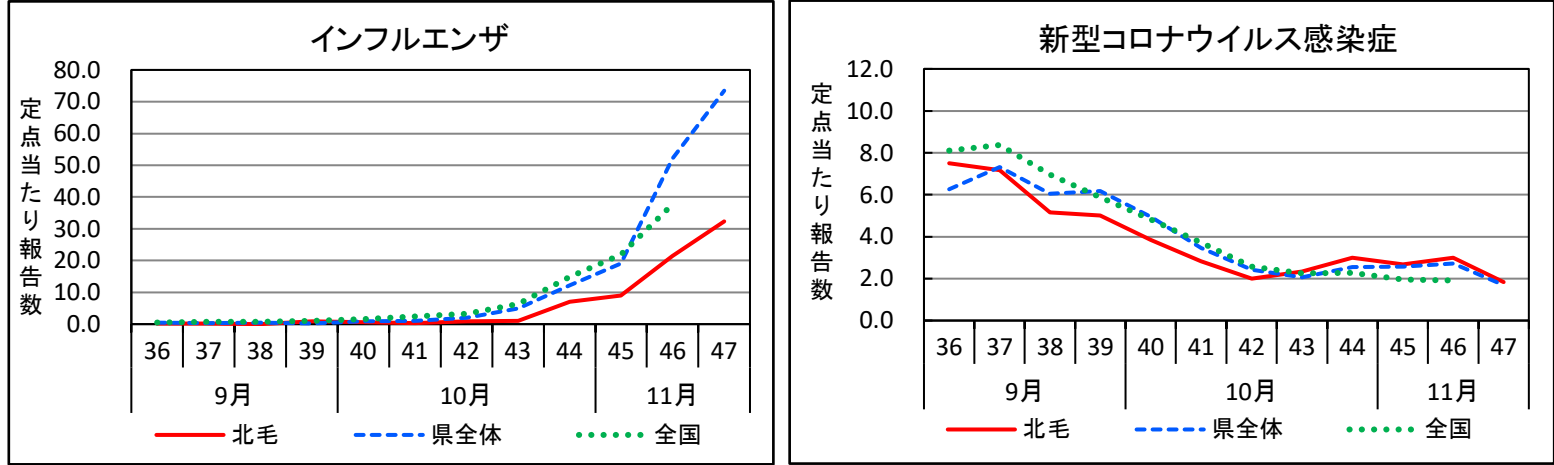 インフルエンザ
定点当たり報告数
80.0
70.0
60.0
50.0
40.0
30.0
20.0
10.0
0.0
36 37 38 39 40 41 42 43 44 45 46 47
9月 10月 11月
北毛 県全体 全国
新型コロナウイルス感染症
定点当たり報告数
12.0
10.0
8.0
6.0
4.0
2.0
0.0
36 37 38 39 40 41 42 43 44 45 46 47
9月 10月 11月
北毛 県全体 全国